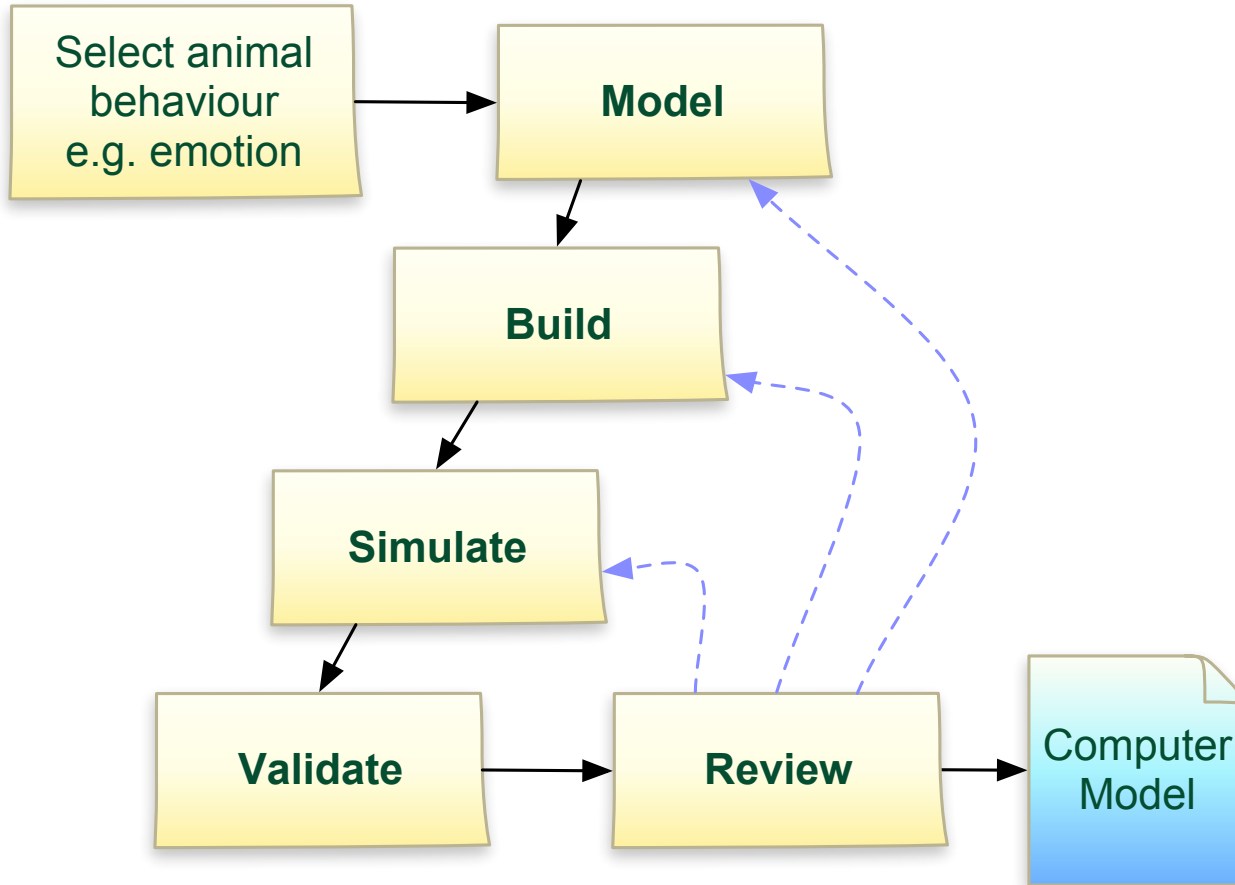 Select animal
behaviour
e.g. emotion
Model
Build
Simulate
Validate
Review
Computer
Model